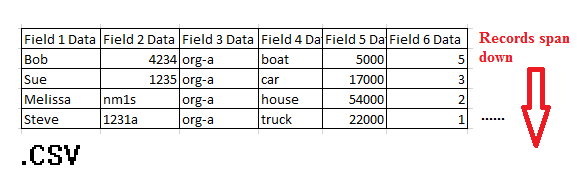 Field 1 Data Field 2 Data Field 3 Data Field 4 Da Field 5 Da Field 6 Data
Bob 4234 org-a boat 5000 5
Sue 1235 org-a car 17000 3
Melissa nm1s org-a house 54000 2
Steve 1231a org-a truck 22000 1 ......
Records span
down
.CSV